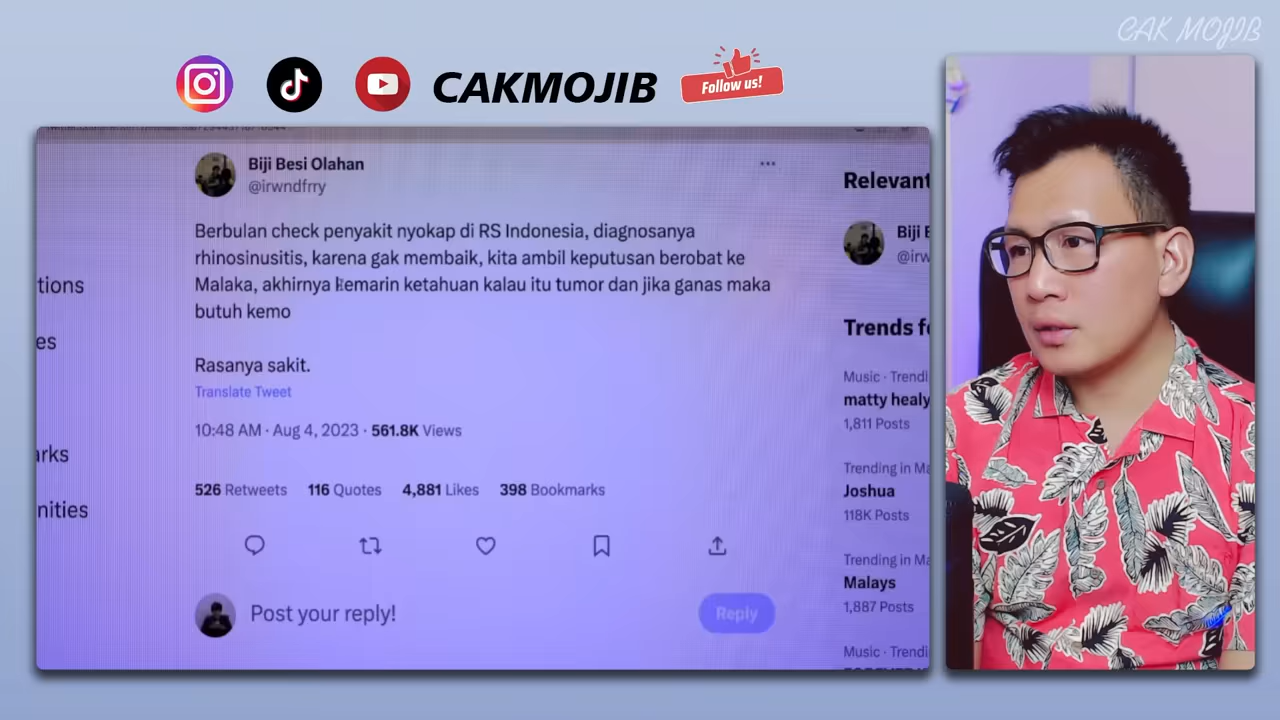 CAK MOJIB
CAKMOJIB
Follow us!
Biji Besi Olahan
@irwndfrry
Berbulan check penyakit nyokap di RS Indonesia, diagnosanya
rhinosinusitis, karena gak membaik, kita ambil keputusan berobat ke
Malaka, akhirnya kemarin ketahuan kalau itu tumor dan jika ganas maka
butuh kemo
Rasanya sakit.
Translate Tweet
10:48 AM · Aug 4, 2023 · 561.8K Views
526 Retweets 116 Quotes 4,881 Likes 398 Bookmarks
Post your reply!
Reply
tions
es
arks
nities
Relevant
Biji B
@irw
Trends fo
Music · Trendi
matty healy
1,811 Posts
Trending in Ma
Joshua
118K Posts
Trending in Ma
Malays
1,887 Posts
Music · Trendi